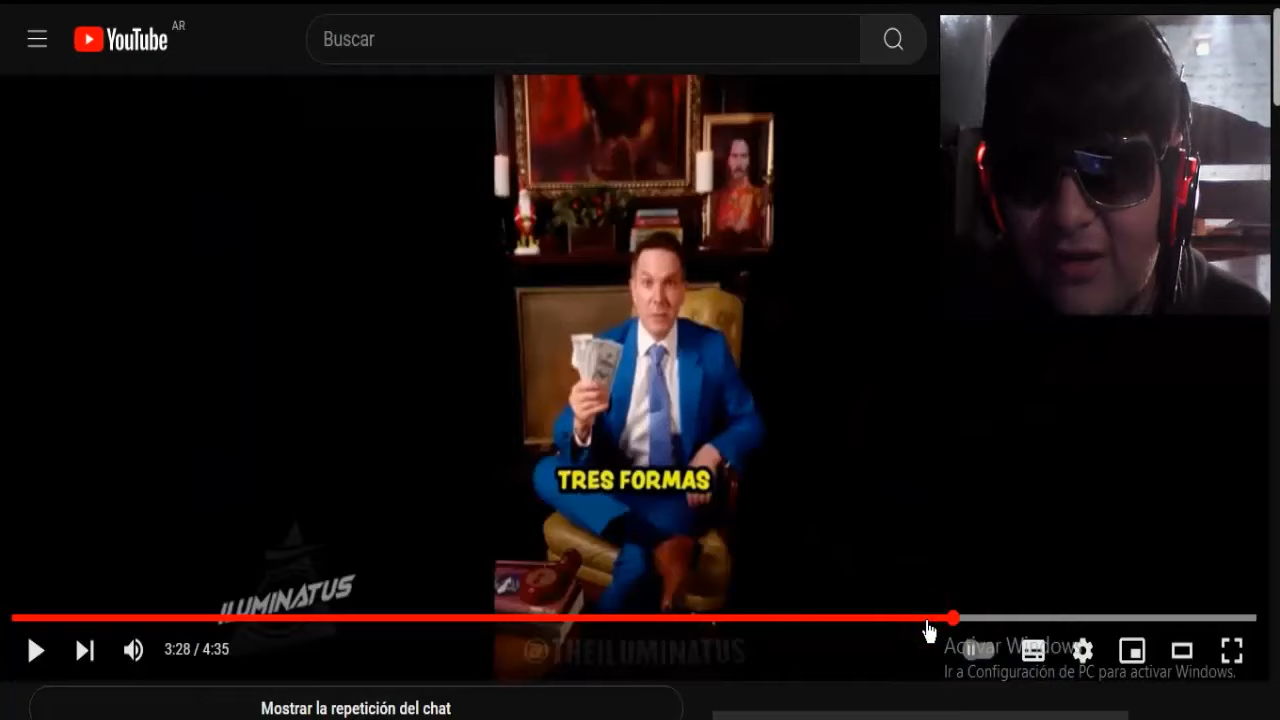 YouTube AR
Buscar
TRES FORMAS
ILUMINATUS
@THEILUMINATUS
3:28 / 4:35
Activar Windows
Ir a Configuración de PC para activar Windows.
Mostrar la repetición del chat